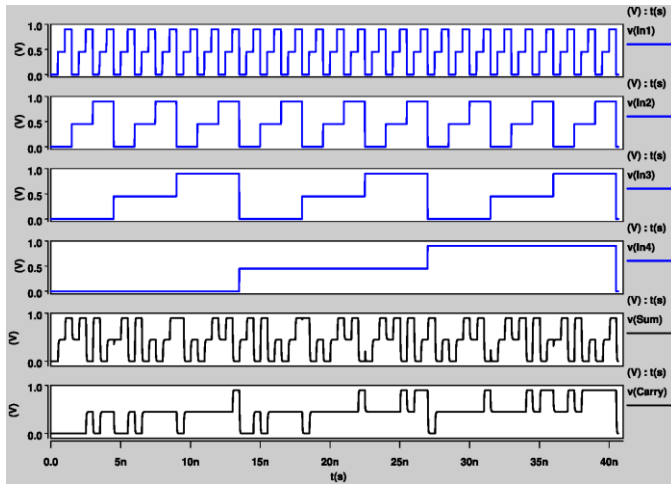 (V) : t(s)
1.0
(V) 0.5
0.0
v(In1)
(V) : t(s)
1.0
(V) 0.5
0.0
v(In2)
(V) : t(s)
1.0
(V) 0.5
0.0
v(In3)
(V) : t(s)
1.0
(V) 0.5
0.0
v(In4)
(V) : t(s)
1.0
(V)
0.0
v(Sum)
(V) : t(s)
1.0
(V)
0.0
v(Carry)
0.0 5n 10n 15n 20n 25n 30n 35n 40n
t(s)